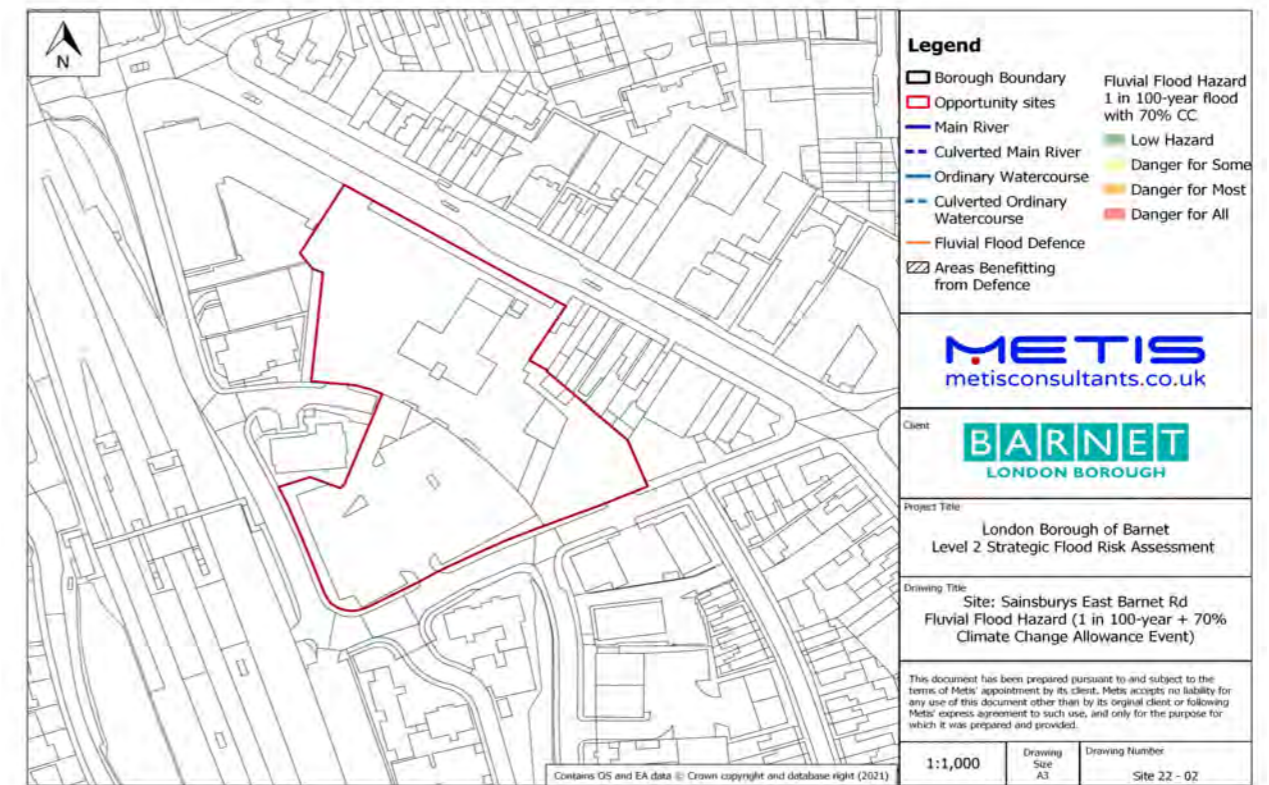 N
Legend
Borough Boundary
Opportunity sites
Main River
Culverted Main River
Ordinary Watercourse
Culverted Ordinary
Watercourse
Fluvial Flood Defence
Areas Benefitting
from Defence
Fluvial Flood Hazard
1 in 100-year flood
with 70% CC
Low Hazard
Danger for Some
Danger for Most
Danger for All
METIS
metisconsultants.co.uk
Client
BARNET
LONDON BOROUGH
Project Title
London Borough of Barnet
Level 2 Strategic Flood Risk Assessment
Drawing Title
Site: Sainsburys East Barnet Rd
Fluvial Flood Hazard (1 in 100-year + 70%
Climate Change Allowance Event)
This document has been prepared pursuant to and subject to the
terms of Metis' appointment by its client. Metis accepts no liability for
any use of this document other than by its orginal client or following
Metis' express agreement to such use, and only for the purpose for
which it was prepared and provided.
1:1,000
Drawing
Size
A3
Drawing Number
Site 22 - 02
Contains OS and EA data © Crown copyright and database right (2021)